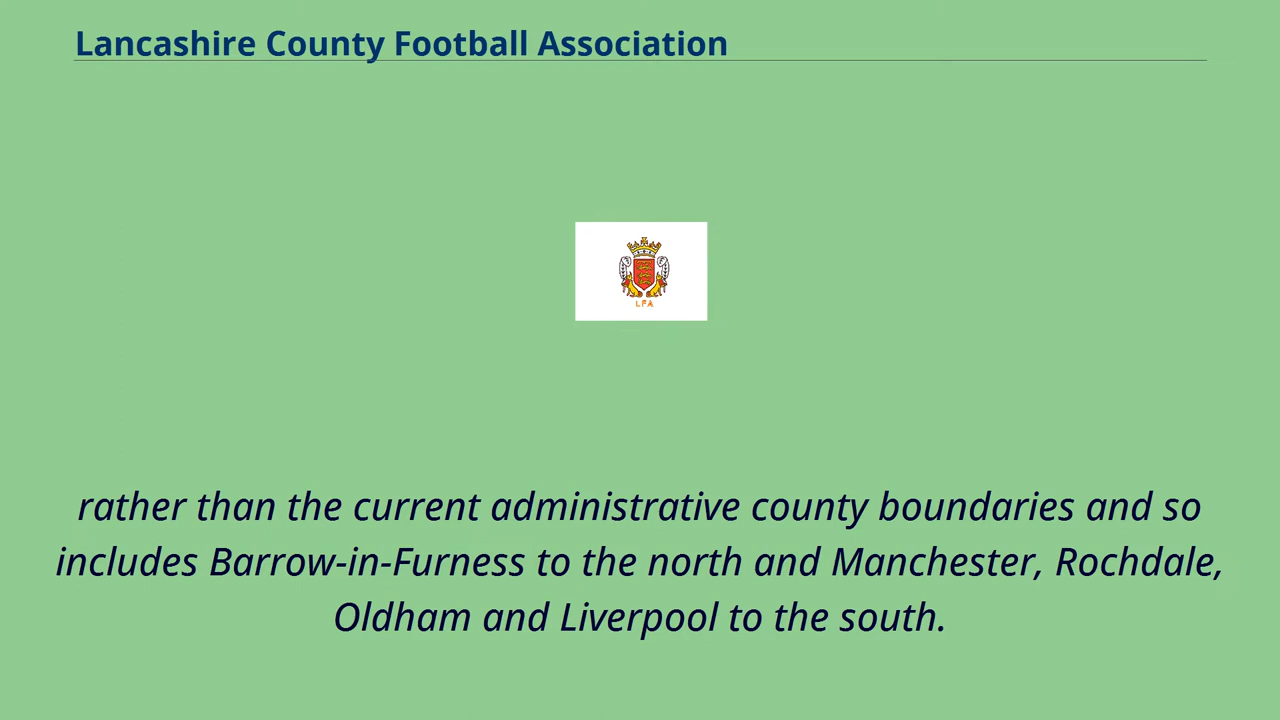 Lancashire County Football Association
LFA
rather than the current administrative county boundaries and so
includes Barrow-in-Furness to the north and Manchester, Rochdale,
Oldham and Liverpool to the south.